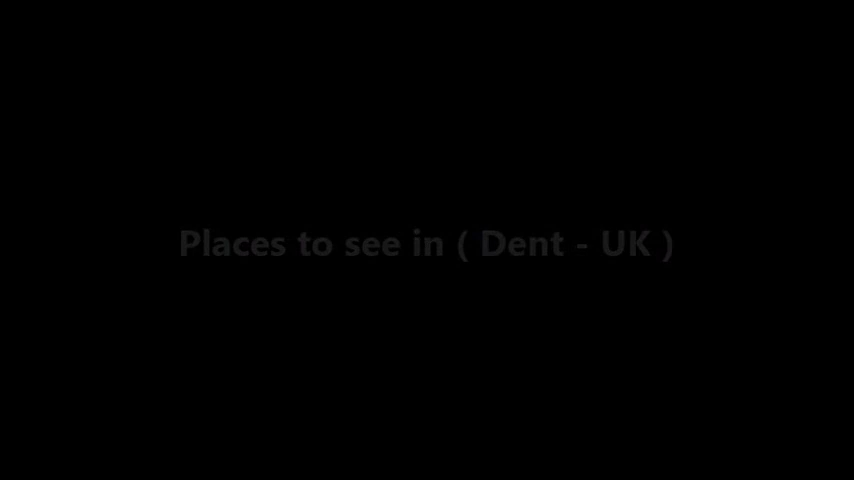 Places to see in ( Dent - UK )